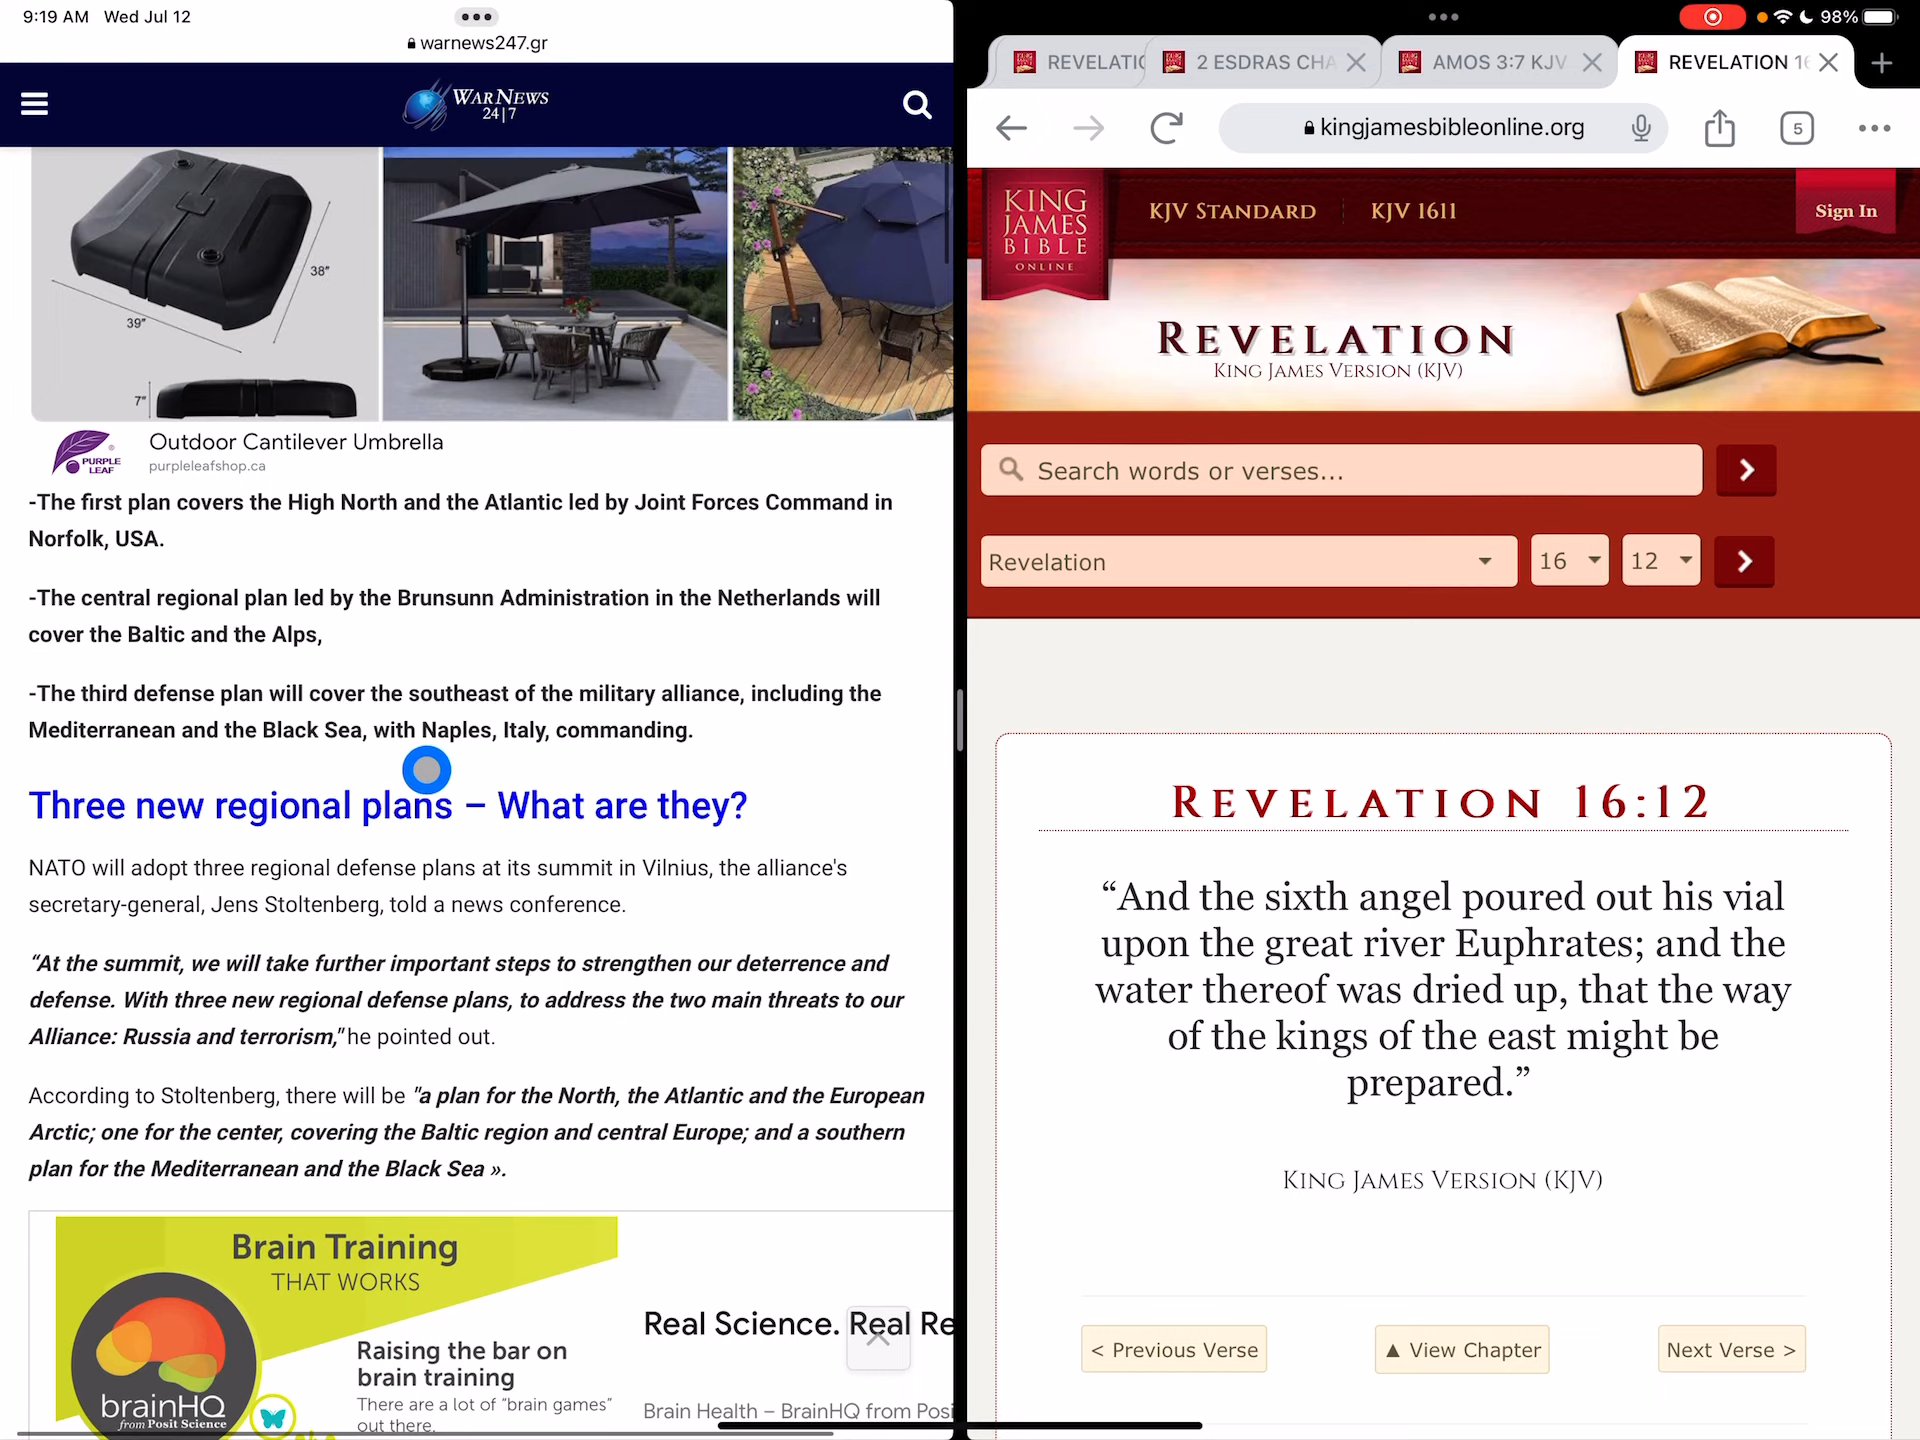 9:19 AM Wed Jul 12
warnews247.gr
WAR NEWS
24|7
38"
39"
7"
PURPLE
LEAF
Outdoor Cantilever Umbrella
purpleleafshop.ca
-The first plan covers the High North and the Atlantic led by Joint Forces Command in
Norfolk, USA.
-The central regional plan led by the Brunsunn Administration in the Netherlands will
cover the Baltic and the Alps,
-The third defense plan will cover the southeast of the military alliance, including the
Mediterranean and the Black Sea, with Naples, Italy, commanding.
Three new regional plans – What are they?
NATO will adopt three regional defense plans at its summit in Vilnius, the alliance's
secretary-general, Jens Stoltenberg, told a news conference.
“At the summit, we will take further important steps to strengthen our deterrence and
defense. With three new regional defense plans, to address the two main threats to our
Alliance: Russia and terrorism," he pointed out.
According to Stoltenberg, there will be "a plan for the North, the Atlantic and the European
Arctic; one for the center, covering the Baltic region and central Europe; and a southern
plan for the Mediterranean and the Black Sea ».
Brain Training
THAT WORKS
Raising the bar on
brain training
There are a lot of “brain games”
out there.
brainHQ
from Posit Science
Real Science. Real Re
Brain Health – BrainHQ from Posi
98%
REVELATIO
2 ESDRAS CHA
AMOS 3:7 KJV
REVELATION 16
kingjamesbibleonline.org
5
KING
JAMES
BIBLE
ONLINE
KJV STANDARD
KJV 1611
Sign In
REVELATION
KING JAMES VERSION (KJV)
Search words or verses...
Revelation
16
12
REVELATION 16:12
“And the sixth angel poured out his vial
upon the great river Euphrates; and the
water thereof was dried up, that the way
of the kings of the east might be
prepared.”
KING JAMES VERSION (KJV)
< Previous Verse
▲ View Chapter
Next Verse >